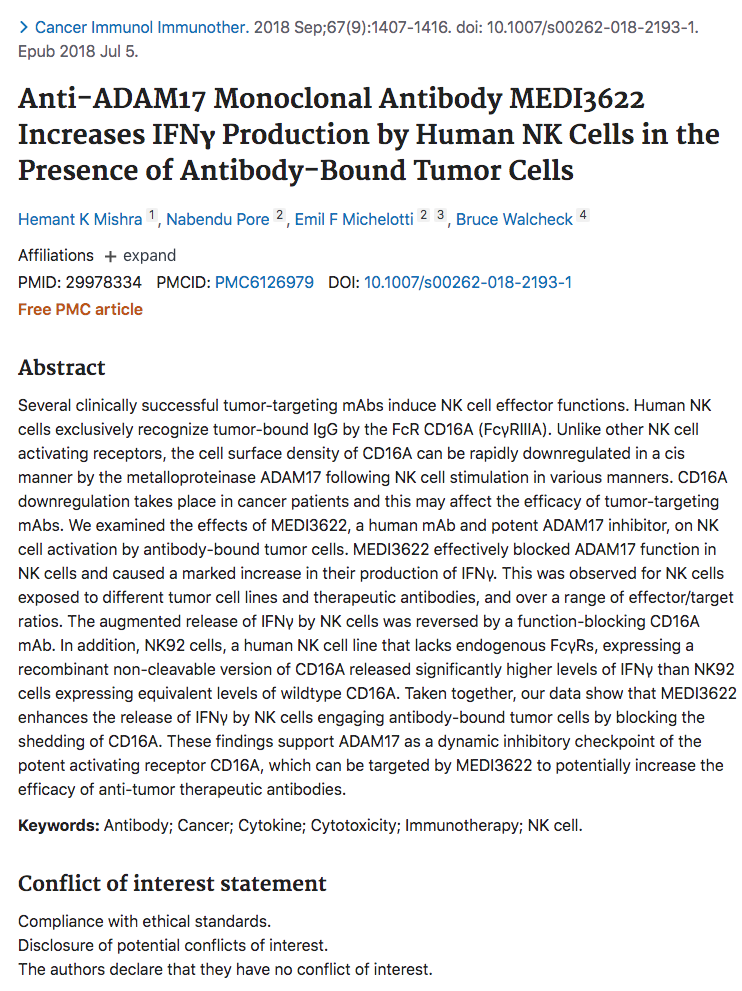 > Cancer Immunol Immunother. 2018 Sep;67(9):1407-1416. doi: 10.1007/s00262-018-2193-1.
Epub 2018 Jul 5.
Anti-ADAM17 Monoclonal Antibody MEDI3622
Increases IFNγ Production by Human NK Cells in the
Presence of Antibody-Bound Tumor Cells
Hemant K Mishra 1, Nabendu Pore 2, Emil F Michelotti 2 3, Bruce Walcheck 4
Affiliations + expand
PMID: 29978334 PMCID: PMC6126979 DOI: 10.1007/s00262-018-2193-1
Free PMC article
Abstract
Several clinically successful tumor-targeting mAbs induce NK cell effector functions. Human NK
cells exclusively recognize tumor-bound IgG by the FcR CD16A (FcγRIIIA). Unlike other NK cell
activating receptors, the cell surface density of CD16A can be rapidly downregulated in a cis
manner by the metalloproteinase ADAM17 following NK cell stimulation in various manners. CD16A
downregulation takes place in cancer patients and this may affect the efficacy of tumor-targeting
mAbs. We examined the effects of MEDI3622, a human mAb and potent ADAM17 inhibitor, on NK
cell activation by antibody-bound tumor cells. MEDI3622 effectively blocked ADAM17 function in
NK cells and caused a marked increase in their production of IFNγ. This was observed for NK cells
exposed to different tumor cell lines and therapeutic antibodies, and over a range of effector/target
ratios. The augmented release of IFNγ by NK cells was reversed by a function-blocking CD16A
mAb. In addition, NK92 cells, a human NK cell line that lacks endogenous FcγRs, expressing a
recombinant non-cleavable version of CD16A released significantly higher levels of IFNγ than NK92
cells expressing equivalent levels of wildtype CD16A. Taken together, our data show that MEDI3622
enhances the release of IFNγ by NK cells engaging antibody-bound tumor cells by blocking the
shedding of CD16A. These findings support ADAM17 as a dynamic inhibitory checkpoint of the
potent activating receptor CD16A, which can be targeted by MEDI3622 to potentially increase the
efficacy of anti-tumor therapeutic antibodies.
Keywords: Antibody; Cancer; Cytokine; Cytotoxicity; Immunotherapy; NK cell.
Conflict of interest statement
Compliance with ethical standards.
Disclosure of potential conflicts of interest.
The authors declare that they have no conflict of interest.